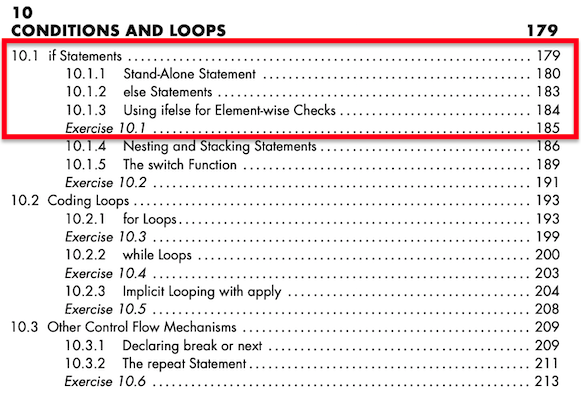 10
CONDITIONS AND LOOPS 179
10.1 if Statements ........................................ 179
10.1.1 Stand-Alone Statement ........................................ 180
10.1.2 else Statements ........................................ 183
10.1.3 Using ifelse for Element-wise Checks ........................................ 184
Exercise 10.1 ........................................ 185
10.1.4 Nesting and Stacking Statements ........................................ 186
10.1.5 The switch Function ........................................ 189
Exercise 10.2 ........................................ 191
10.2 Coding Loops ........................................ 193
10.2.1 for Loops ........................................ 193
Exercise 10.3 ........................................ 199
10.2.2 while Loops ........................................ 200
Exercise 10.4 ........................................ 203
10.2.3 Implicit Looping with apply ........................................ 204
Exercise 10.5 ........................................ 208
10.3 Other Control Flow Mechanisms ........................................ 209
10.3.1 Declaring break or next ........................................ 209
10.3.2 The repeat Statement ........................................ 211
Exercise 10.6 ........................................ 213